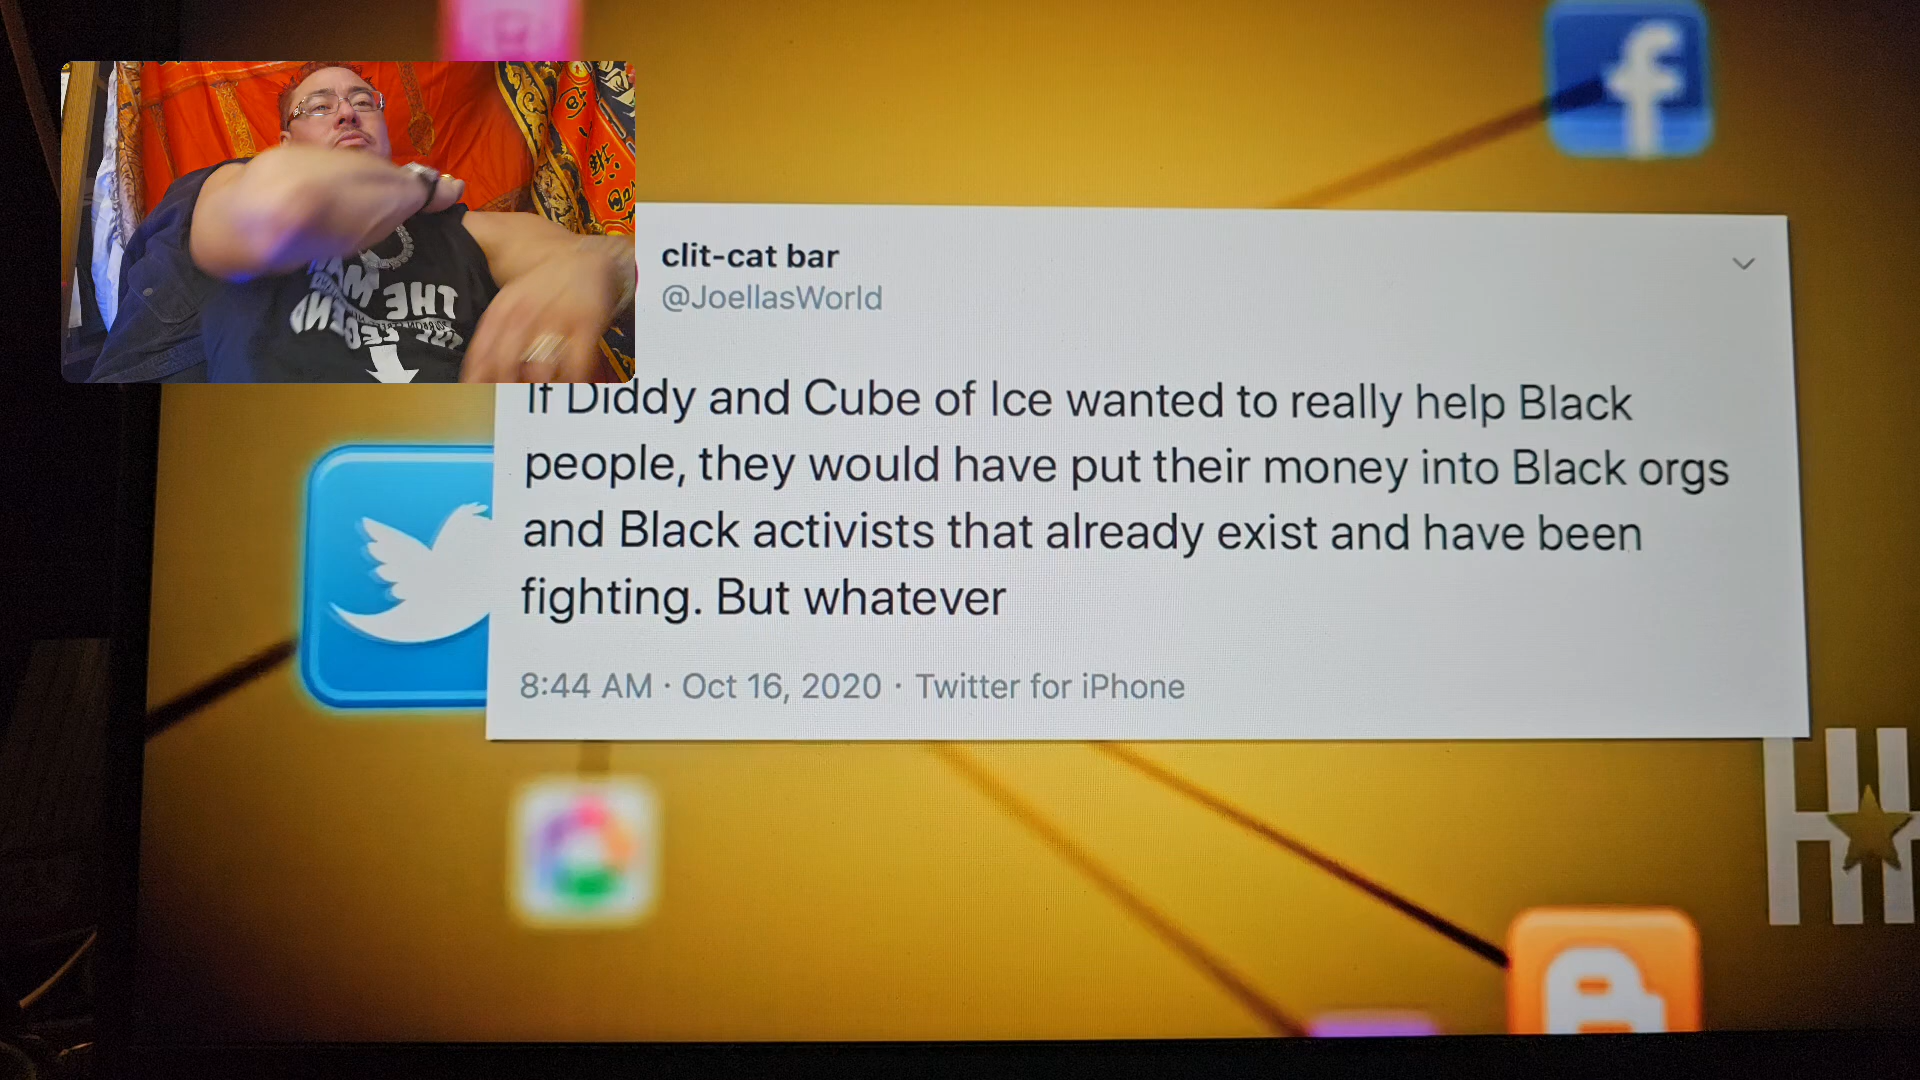 clit-cat bar
@JoellasWorld
If Diddy and Cube of Ice wanted to really help Black
people, they would have put their money into Black orgs
and Black activists that already exist and have been
fighting. But whatever
8:44 AM · Oct 16, 2020 · Twitter for iPhone
THE
LEGEND